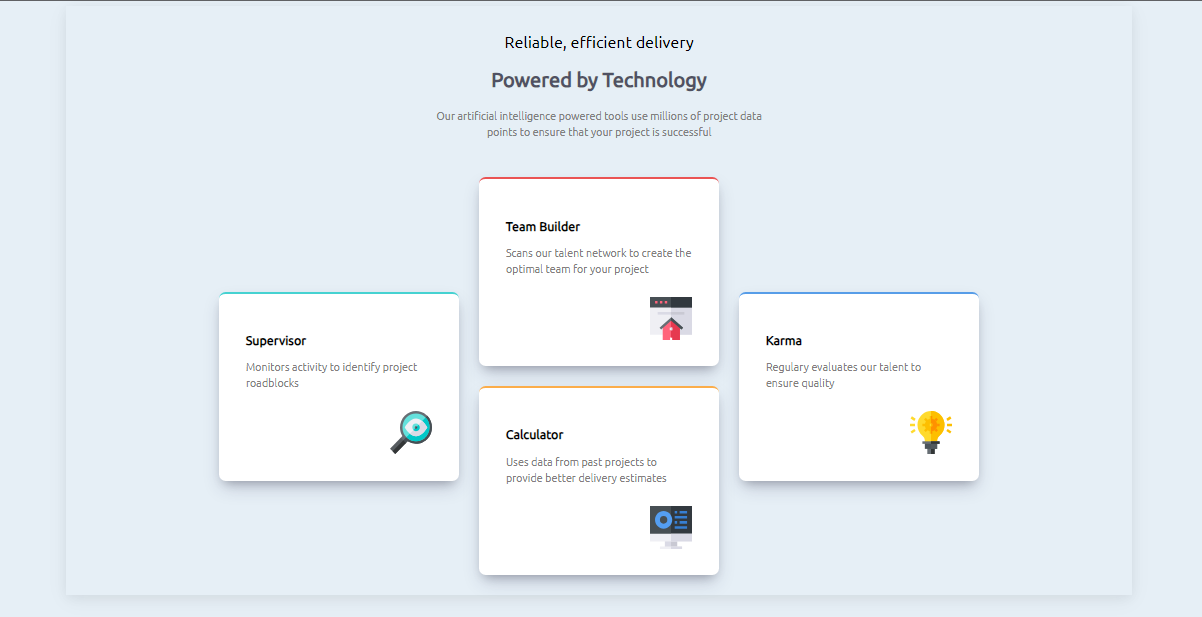 Reliable, efficient delivery
Powered by Technology
Our artificial intelligence powered tools use millions of project data
points to ensure that your project is successful
Team Builder
Scans our talent network to create the
optimal team for your project
Supervisor
Monitors activity to identify project
roadblocks
Karma
Regulary evaluates our talent to
ensure quality
Calculator
Uses data from past projects to
provide better delivery estimates